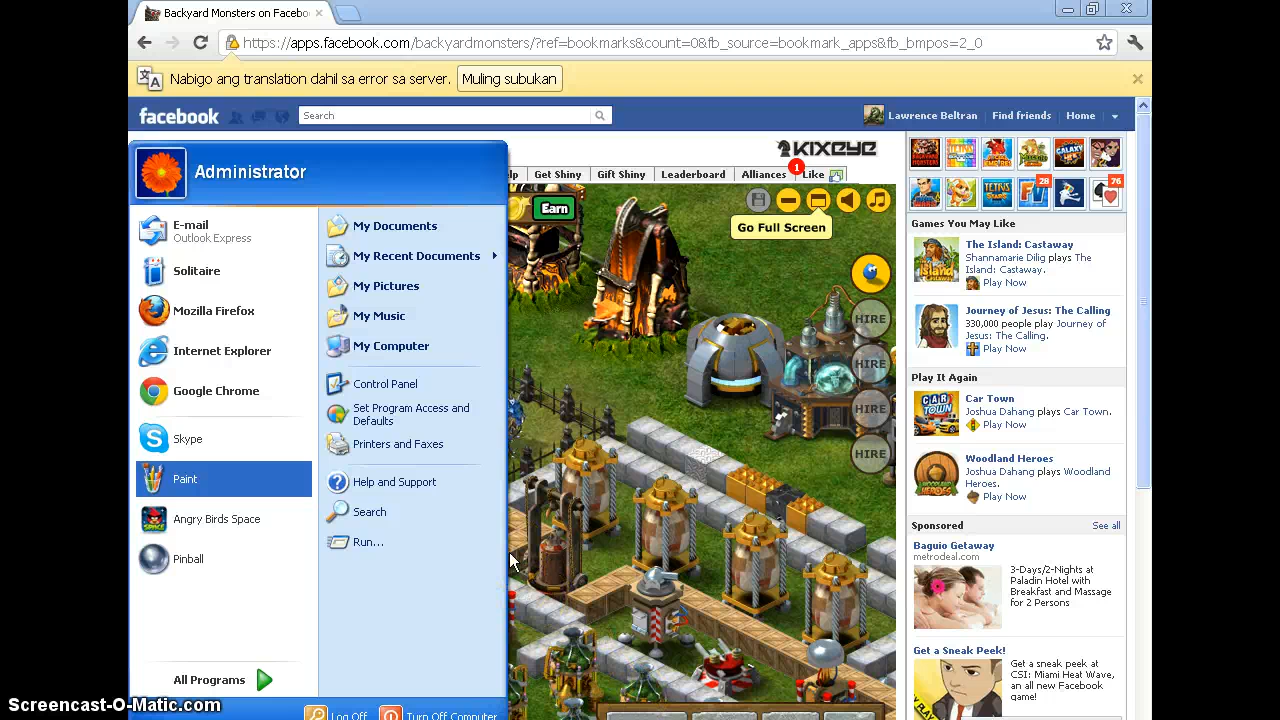 Backyard Monsters on Facebo
https://apps.facebook.com/backyardmonsters/?ref=bookmarks&count=0&fb_source=bookmark_apps&fb_bmpos=2_0
Nabigo ang translation dahil sa error sa server. Muling subukan
facebook Search Lawrence Beltran Find friends Home
KIXEYE
lp Get Shiny Gift Shiny Leaderboard Alliances 1 Like
Earn
Go Full Screen
HIRE
HIRE
HIRE
HIRE
Administrator
E-mail
Outlook Express
Solitaire
Mozilla Firefox
Internet Explorer
Google Chrome
Skype
Paint
Angry Birds Space
Pinball
All Programs
My Documents
My Recent Documents
My Pictures
My Music
My Computer
Control Panel
Set Program Access and
Defaults
Printers and Faxes
Help and Support
Search
Run...
Log Off Turn Off Computer
28 76
Games You May Like
The Island: Castaway
Shannamarie Dilig plays The
Island: Castaway.
Play Now
Journey of Jesus: The Calling
330,000 people play Journey of
Jesus: The Calling.
Play Now
Play It Again
CAR TOWN
Car Town
Joshua Dahang plays Car Town.
Play Now
Woodland Heroes
Joshua Dahang plays Woodland
Heroes.
Play Now
Sponsored See all
Baguio Getaway
metrodeal.com
3-Days/2-Nights at
Paladin Hotel with
Breakfast and Massage
for 2 Persons
Get a Sneak Peek!
Get a sneak peek at
CSI: Miami Heat Wave,
an all new Facebook
game!
Screencast-O-Matic.com